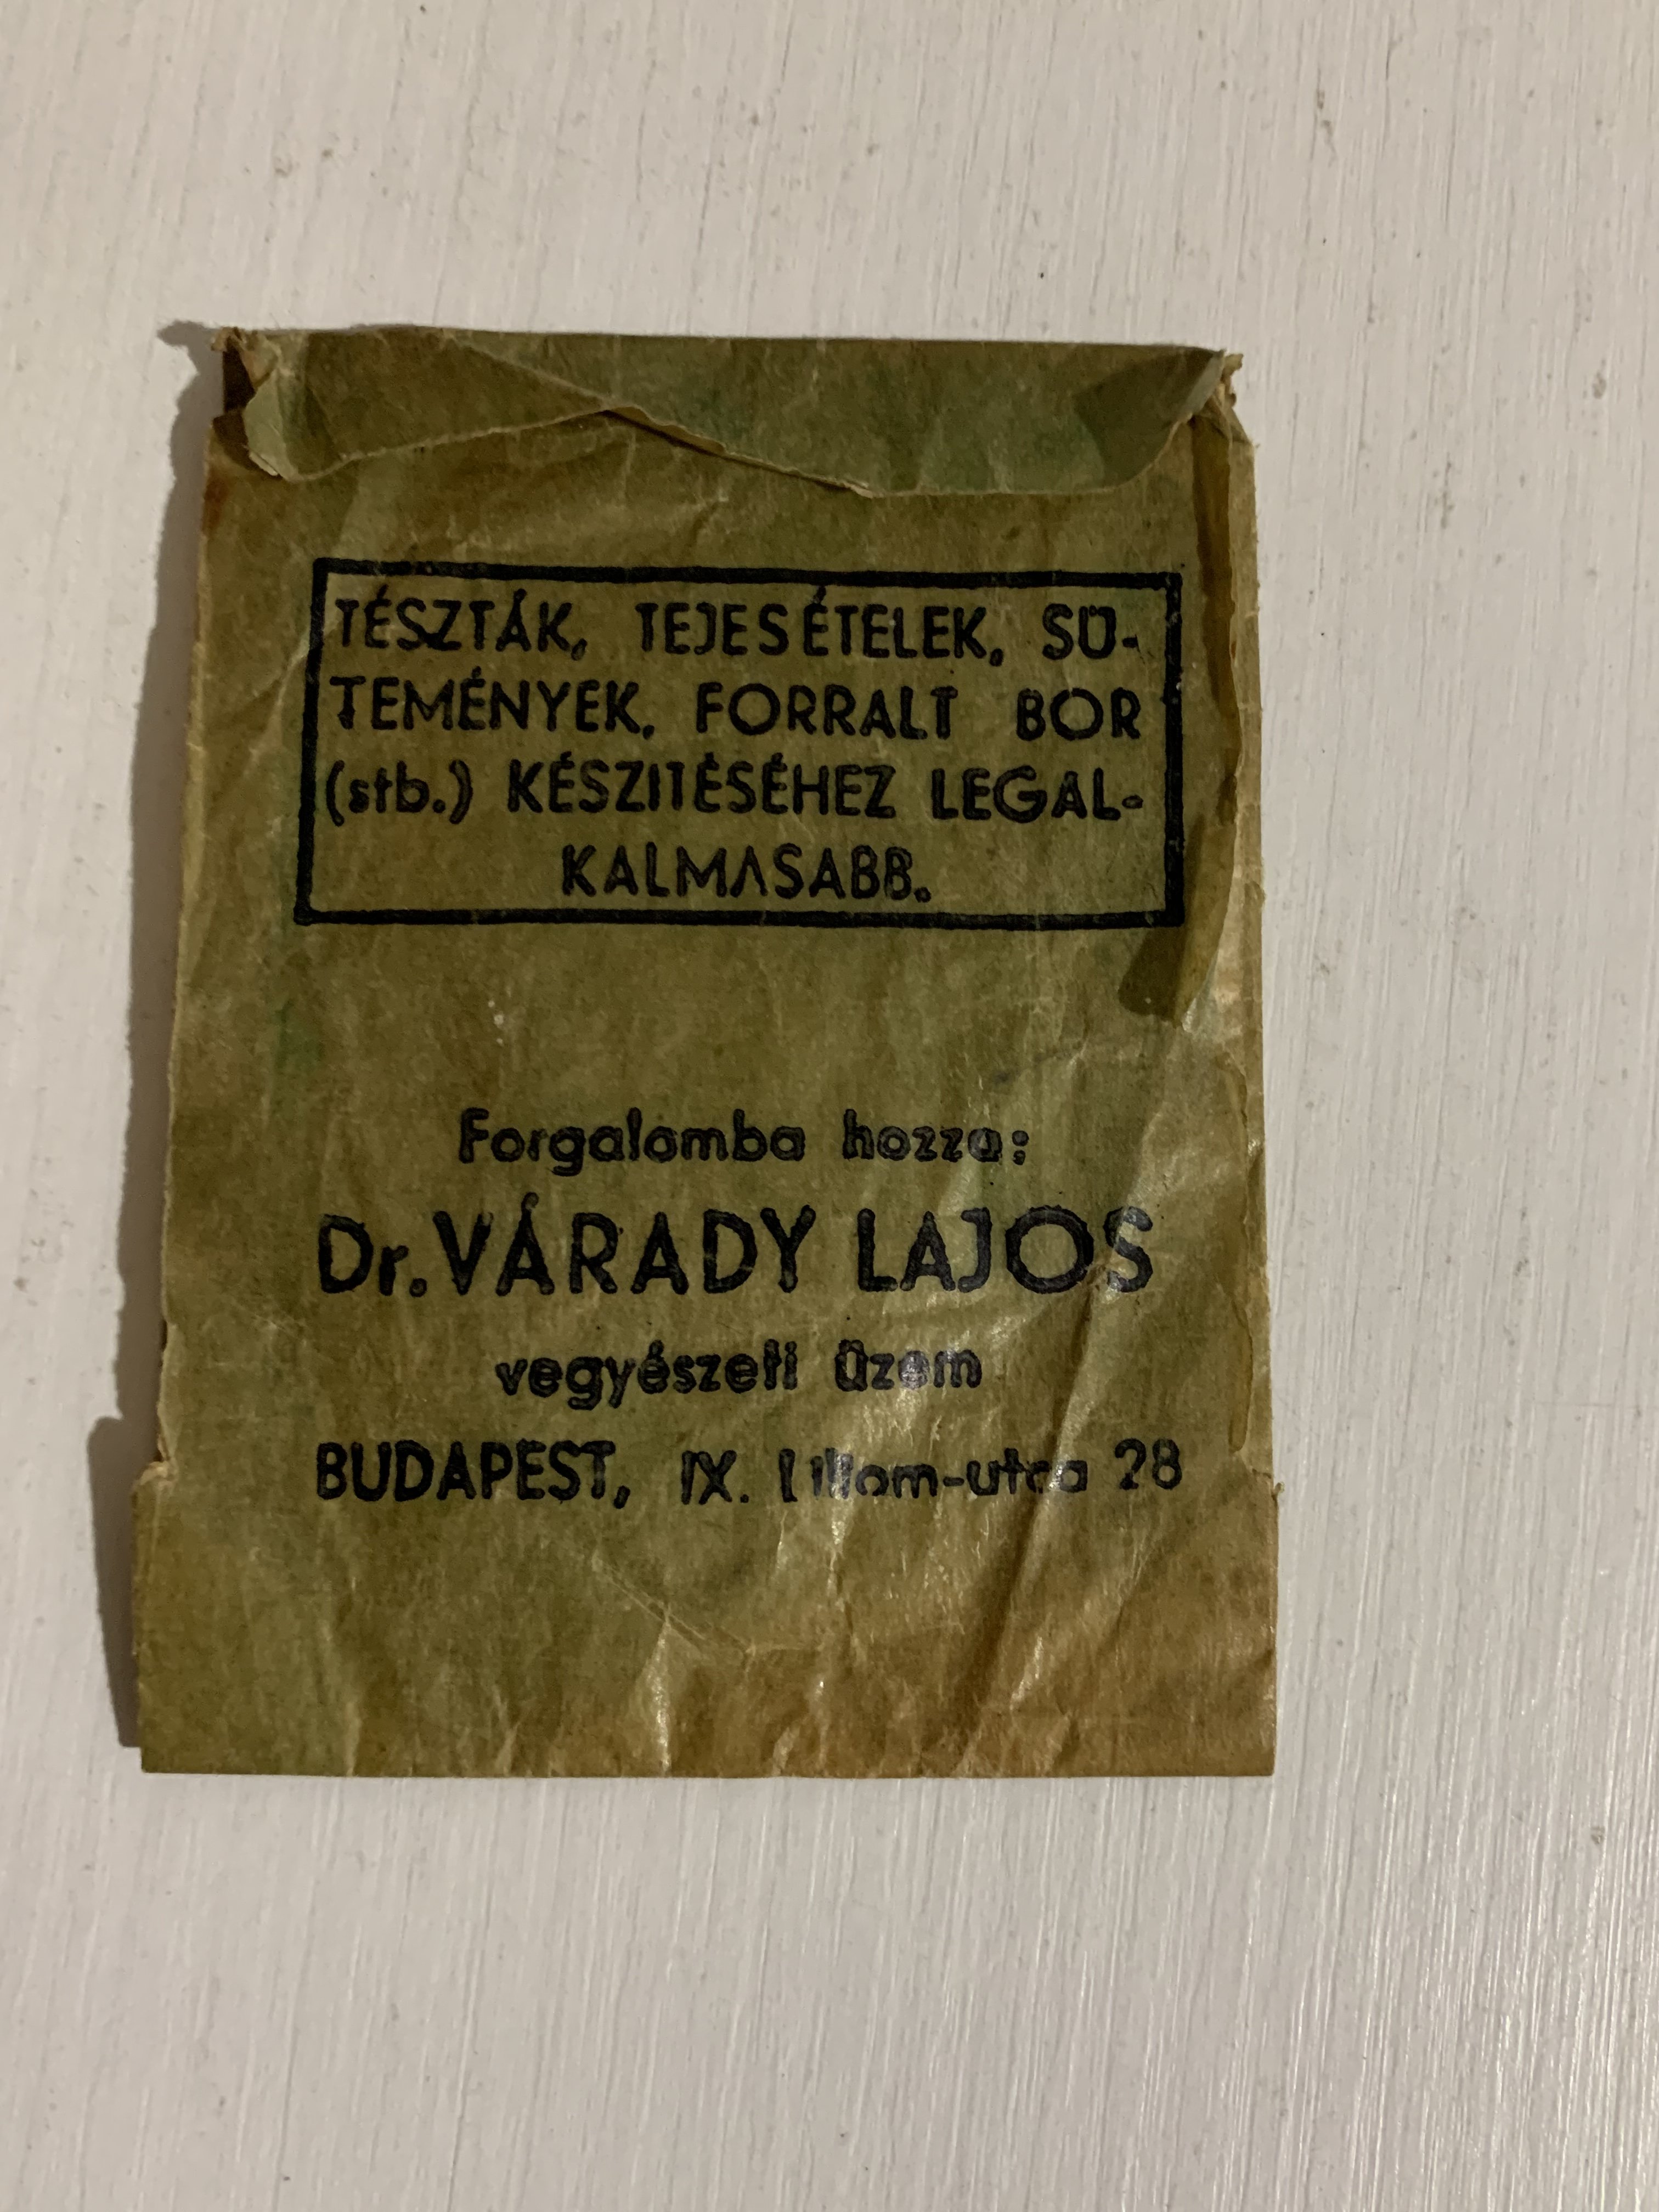 TÉSZTÁK, TEJESÉTELEK, SÜ-
TEMÉNYEK, FORRALT BOR
(stb.) KÉSZITÉSÉHEZ LEGAL-
KALMASABB.
Forgalomba hozza:
Dr. VÁRADY LAJOS
vegyészeti üzem
BUDAPEST, IX. Liliom-utca 28